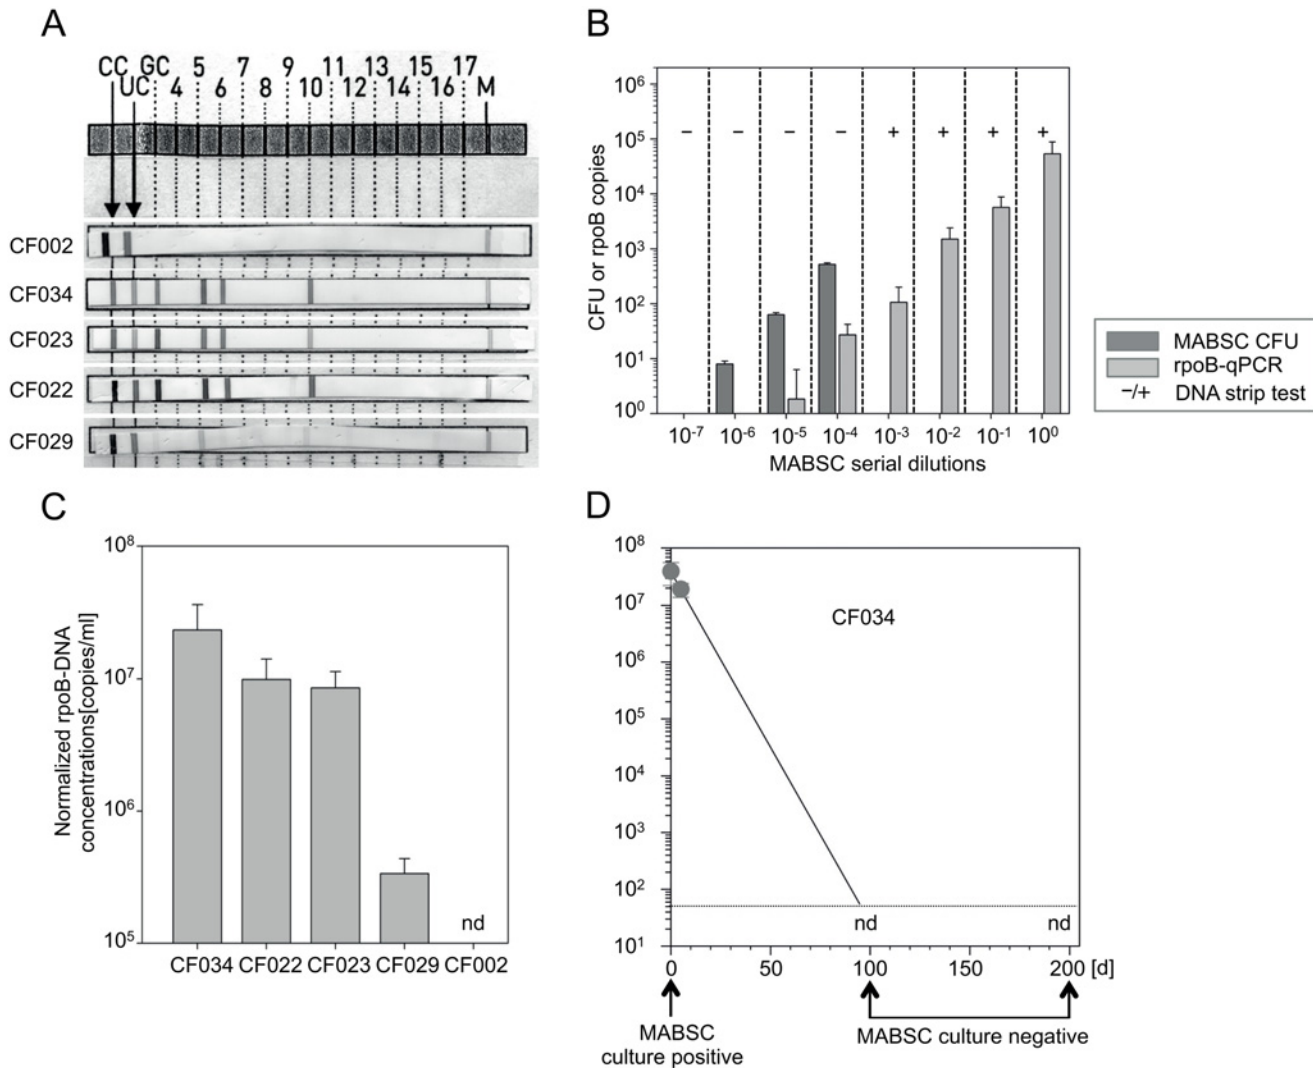 A
CC GC 5 7 9 11 13 15 17
UC 4 6 8 10 12 14 16 M
CF002
CF034
CF023
CF022
CF029
B
CFU or rpoB copies
10⁶
10⁵
10⁴
10³
10²
10¹
10⁰
− − − − + + + +
10⁻⁷ 10⁻⁶ 10⁻⁵ 10⁻⁴ 10⁻³ 10⁻² 10⁻¹ 10⁰
MABSC serial dilutions
MABSC CFU
rpoB-qPCR
−/+ DNA strip test
C
Normalized rpoB-DNA
concentrations[copies/ml]
10⁸
10⁷
10⁶
10⁵
nd
CF034 CF022 CF023 CF029 CF002
D
10⁸
10⁷
10⁶
10⁵
10⁴
10³
10²
10¹
CF034
nd nd
0 50 100 150 200 [d]
MABSC
culture positive
MABSC culture negative